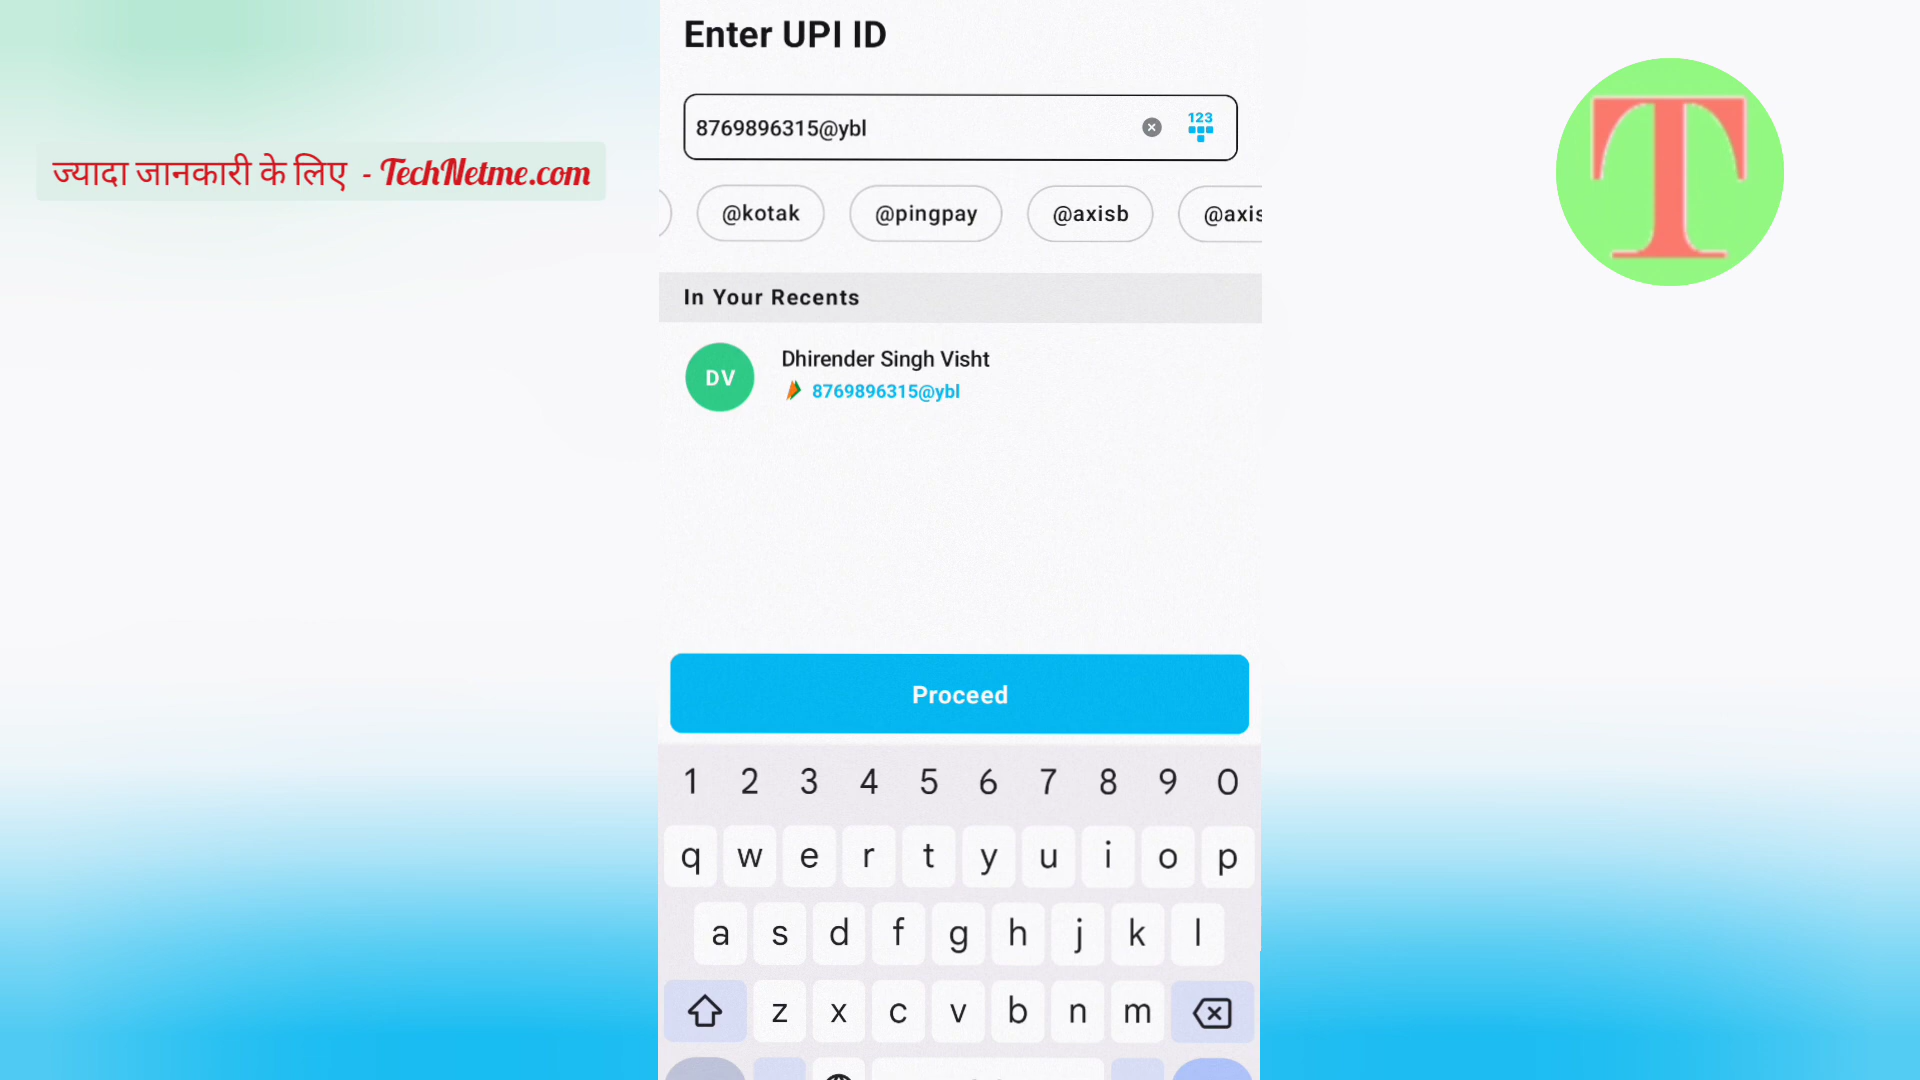 Enter UPI ID
8769896315@ybl
123
@kotak
@pingpay
@axisb
@axis
ज्यादा जानकारी के लिए - TechNetme.com
T
In Your Recents
DV
Dhirender Singh Visht
8769896315@ybl
Proceed
1 2 3 4 5 6 7 8 9 0
q w e r t y u i o p
a s d f g h j k l
z x c v b n m